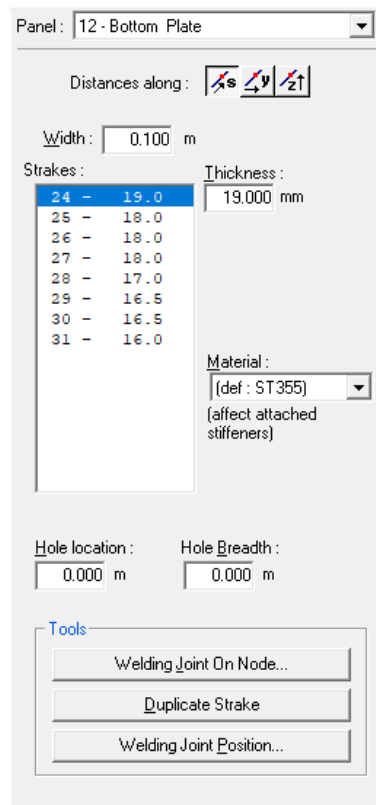 Panel : 12 - Bottom Plate
Distances along : s y z
Width : 0.100 m
Strakes :
Thickness :
24 - 19.0
19.000 mm
25 - 18.0
26 - 18.0
27 - 18.0
28 - 17.0
29 - 16.5
30 - 16.5
31 - 16.0
Material :
(def : ST355)
(affect attached
stiffeners)
Hole location : Hole Breadth :
0.000 m 0.000 m
Tools
Welding Joint On Node...
Duplicate Strake
Welding Joint Position...